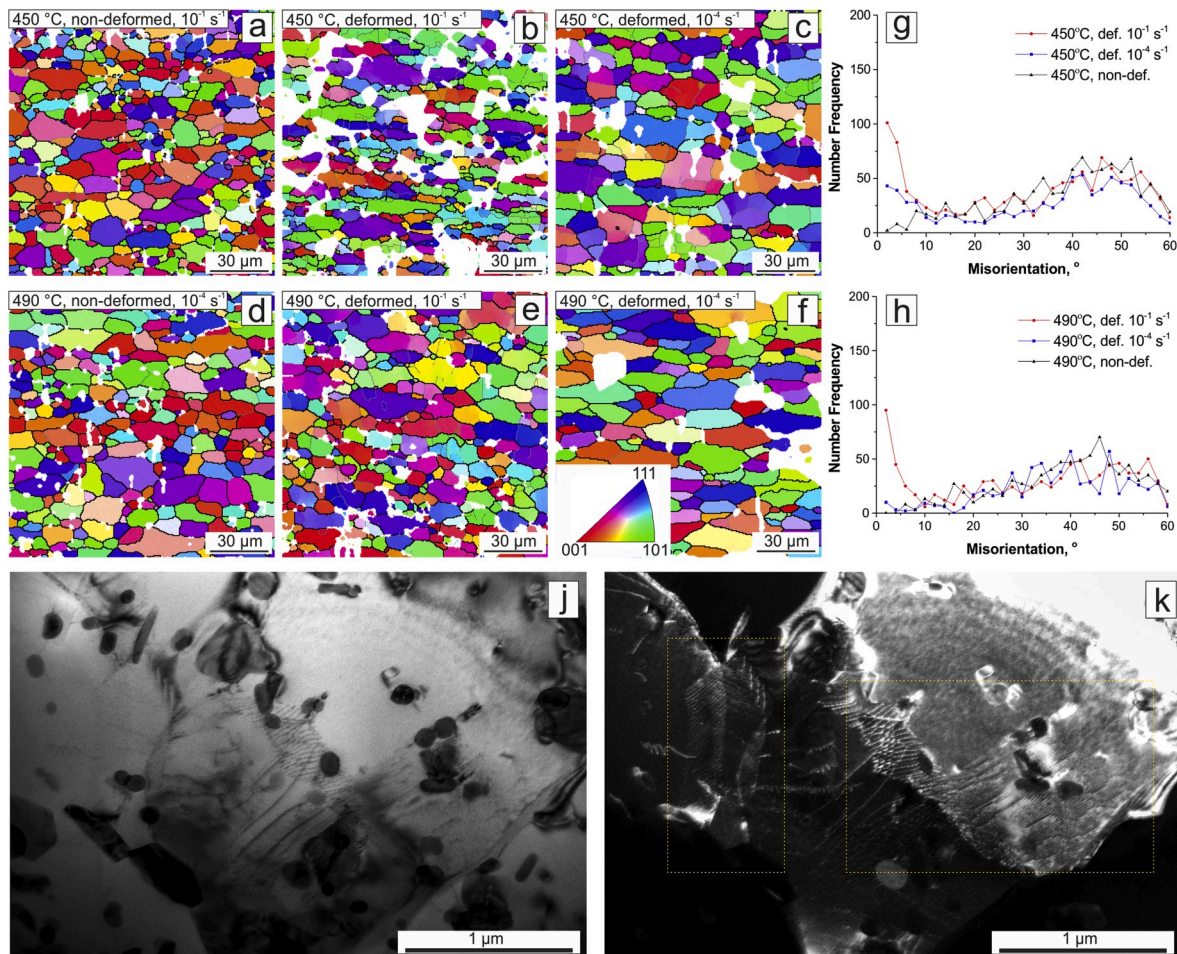 450 °C, non-deformed, 10⁻¹ s⁻¹
a
30 µm
450 °C, deformed, 10⁻¹ s⁻¹
b
30 µm
450 °C, deformed, 10⁻⁴ s⁻¹
c
30 µm
g
450°C, def. 10⁻¹ s⁻¹
450°C, def. 10⁻⁴ s⁻¹
450°C, non-def.
Number Frequency
200
150
100
50
0
0 10 20 30 40 50 60
Misorientation, °
490 °C, non-deformed, 10⁻⁴ s⁻¹
d
30 µm
490 °C, deformed, 10⁻¹ s⁻¹
e
30 µm
490 °C, deformed, 10⁻⁴ s⁻¹
f
111
001
101
30 µm
h
490°C, def. 10⁻¹ s⁻¹
490°C, def. 10⁻⁴ s⁻¹
490°C, non-def.
Number Frequency
200
150
100
50
0
0 10 20 30 40 50 60
Misorientation, °
j
1 µm
k
1 µm